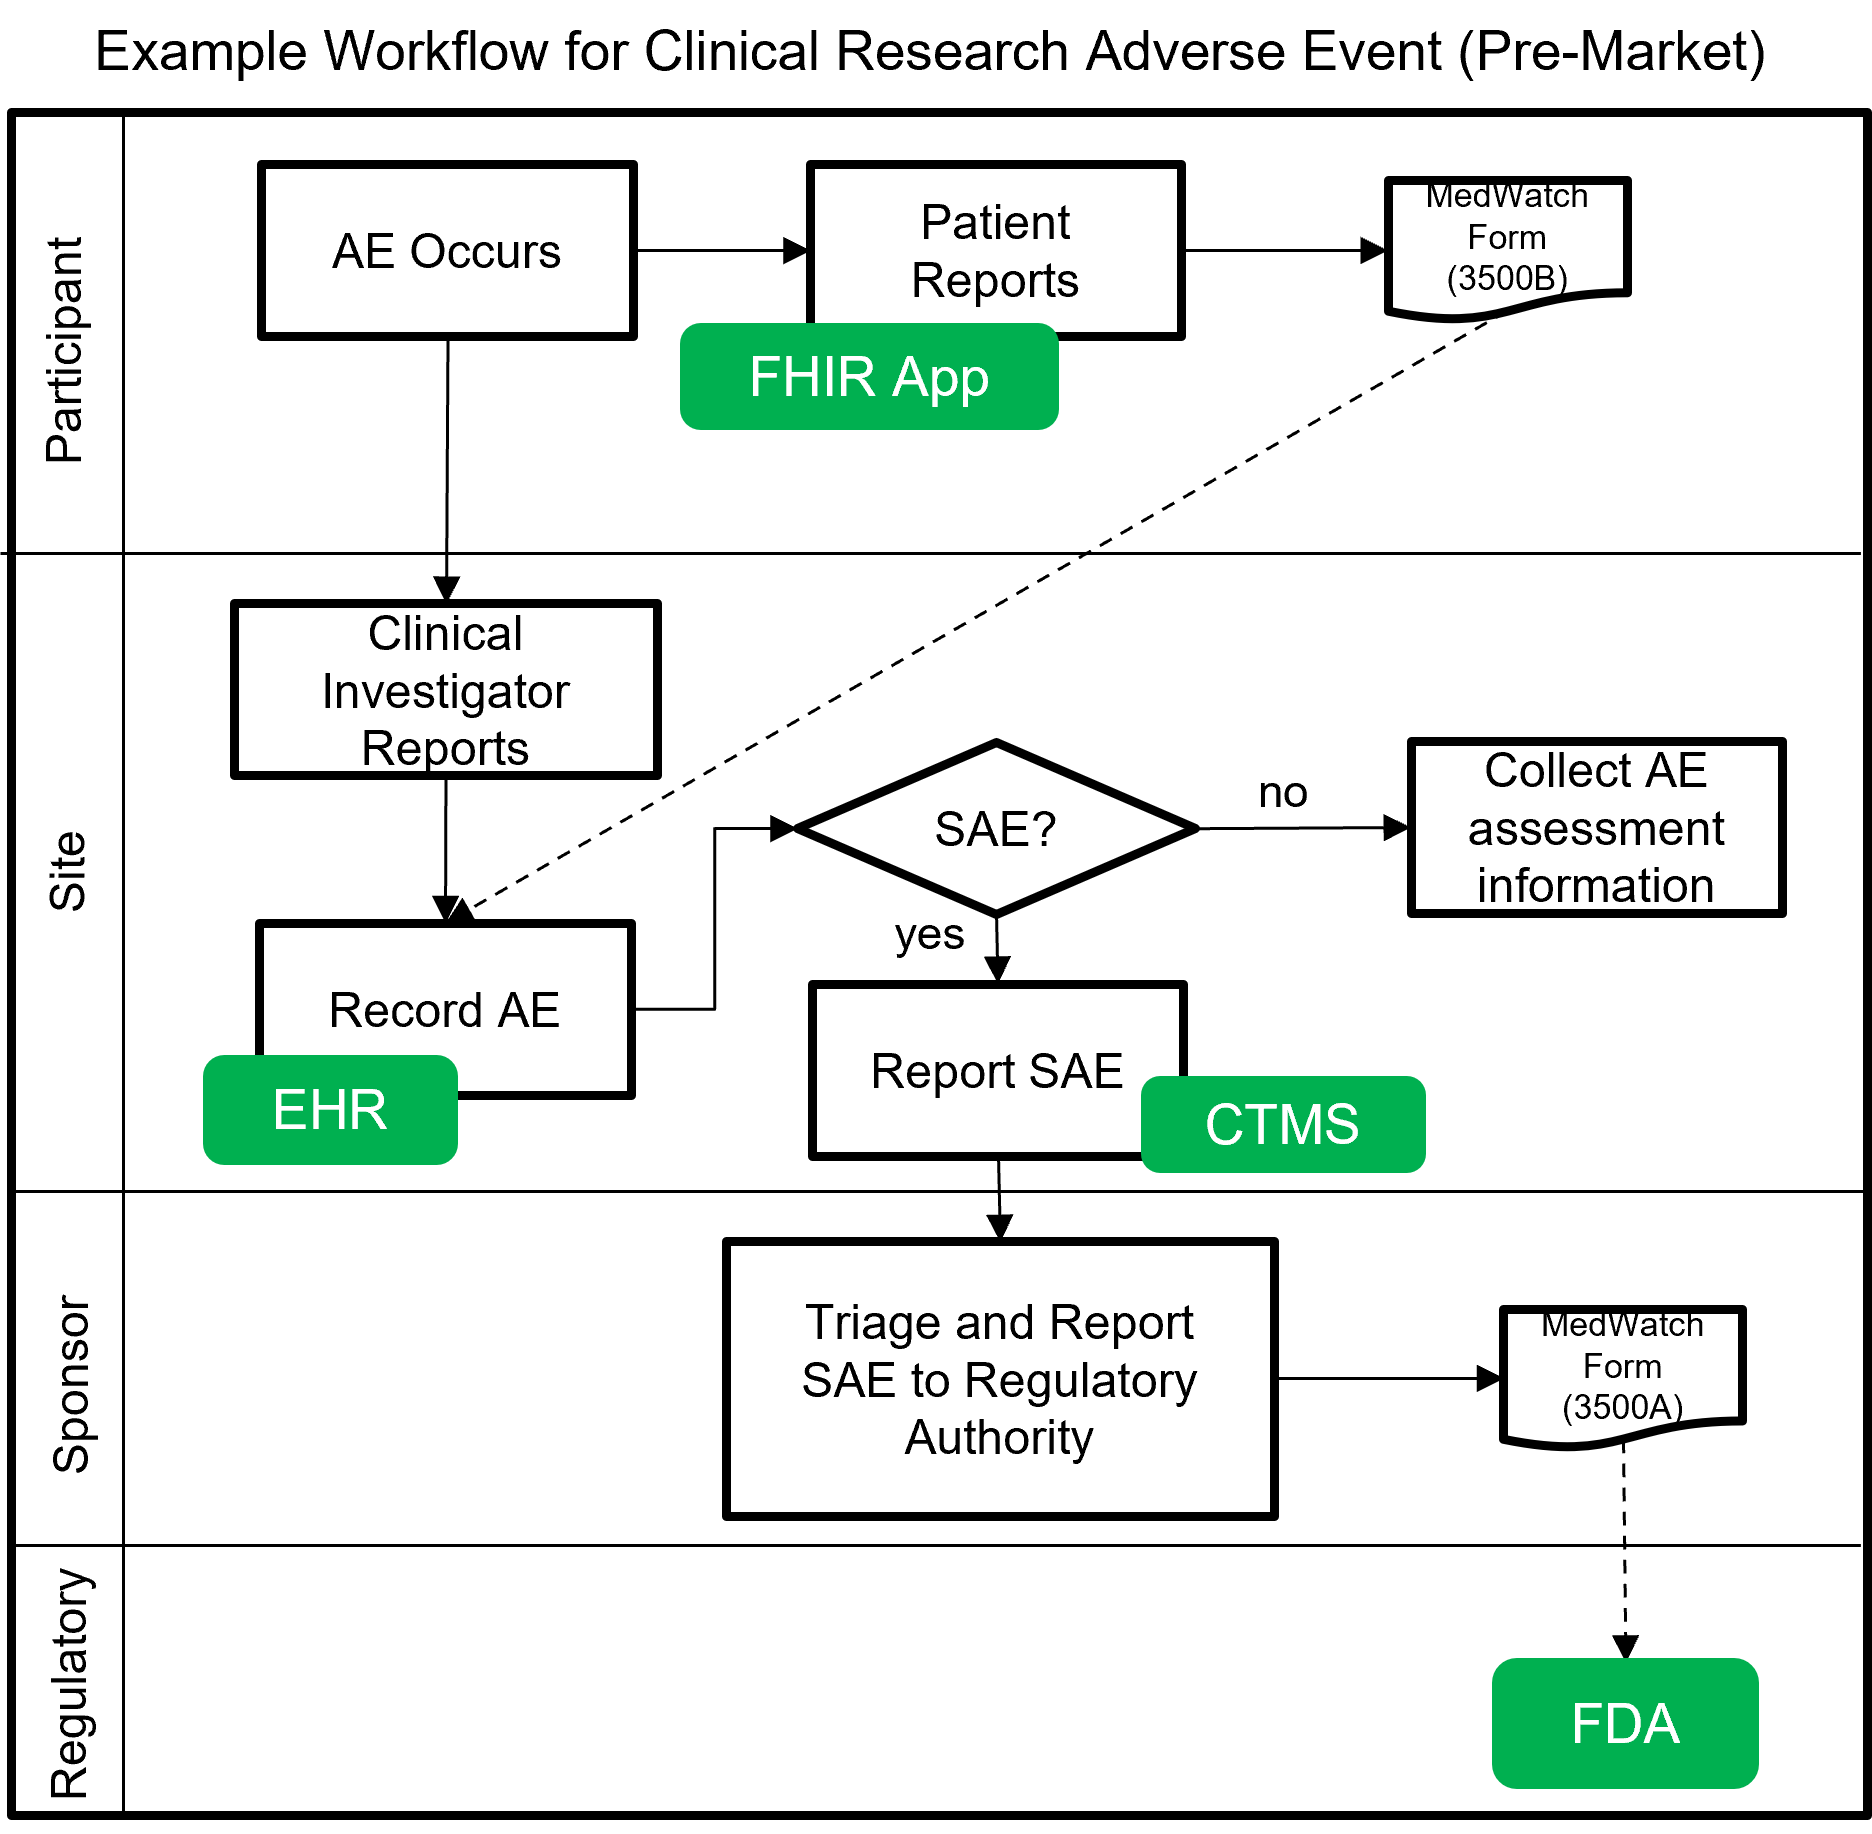 Example Workflow for Clinical Research Adverse Event (Pre-Market)
Participant
AE Occurs
Patient
Reports
FHIR App
MedWatch
Form
(3500B)
Site
Clinical
Investigator
Reports
Record AE
EHR
SAE?
no
yes
Collect AE
assessment
information
Report SAE
CTMS
Sponsor
Triage and Report
SAE to Regulatory
Authority
MedWatch
Form
(3500A)
Regulatory
FDA